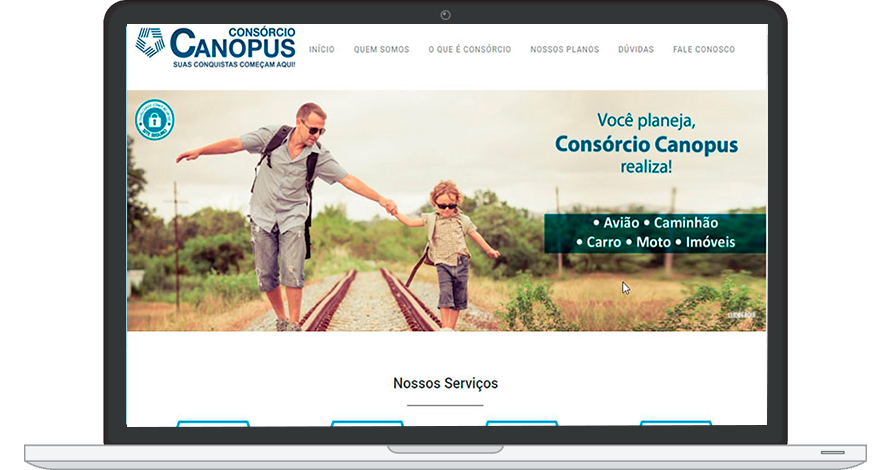 CONSÓRCIO
CANOPUS
SUAS CONQUISTAS COMEÇAM AQUI!
INÍCIO QUEM SOMOS O QUE É CONSÓRCIO NOSSOS PLANOS DÚVIDAS FALE CONOSCO
Você planeja,
Consórcio Canopus
realiza!
• Avião • Caminhão
• Carro • Moto • Imóveis
Nossos Serviços